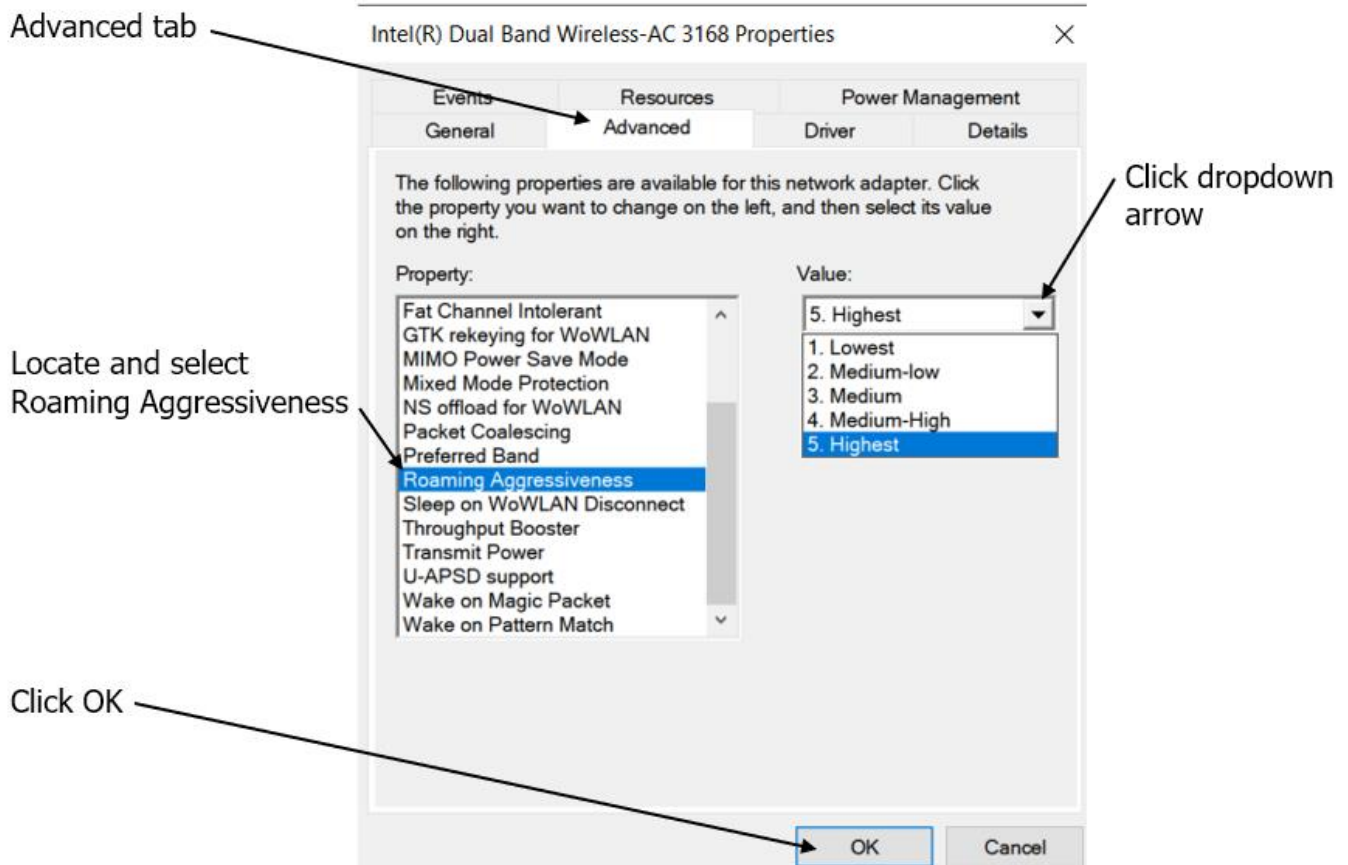 Advanced tab
Intel(R) Dual Band Wireless-AC 3168 Properties
Events Resources Power Management
General Advanced Driver Details
The following properties are available for this network adapter. Click
the property you want to change on the left, and then select its value
on the right.
Click dropdown
arrow
Property:
Value:
Fat Channel Intolerant
GTK rekeying for WoWLAN
MIMO Power Save Mode
Mixed Mode Protection
NS offload for WoWLAN
Packet Coalescing
Preferred Band
Roaming Aggressiveness
Sleep on WoWLAN Disconnect
Throughput Booster
Transmit Power
U-APSD support
Wake on Magic Packet
Wake on Pattern Match
5. Highest
1. Lowest
2. Medium-low
3. Medium
4. Medium-High
5. Highest
Locate and select
Roaming Aggressiveness
Click OK
OK Cancel